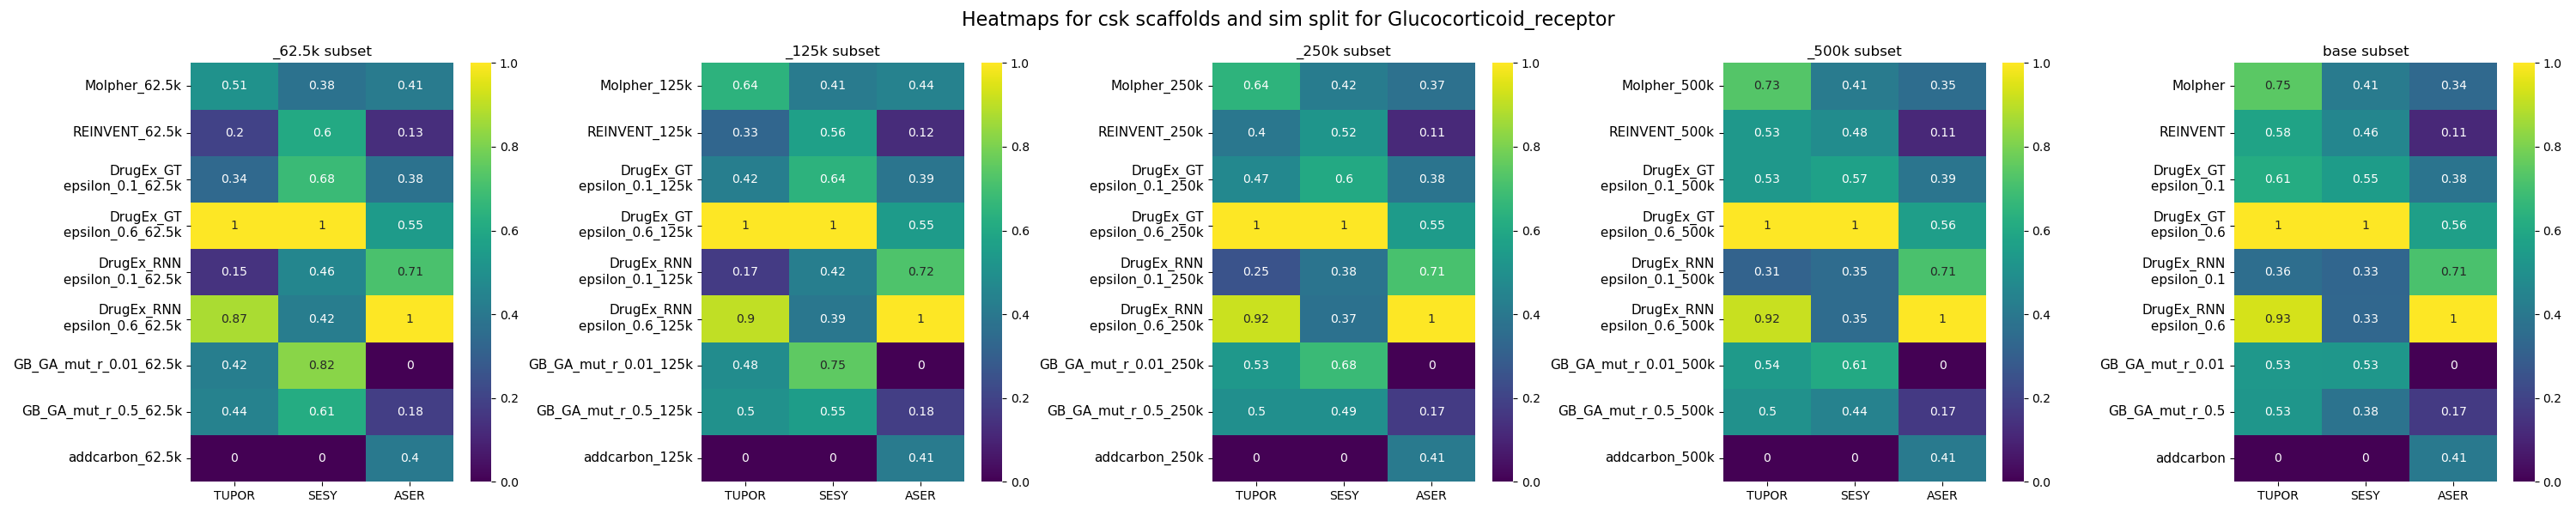 Heatmaps for csk scaffolds and sim split for Glucocorticoid_receptor
_62.5k subset
Molpher_62.5k 0.51 0.38 0.41
REINVENT_62.5k 0.2 0.6 0.13
DrugEx_GT
epsilon_0.1_62.5k 0.34 0.68 0.38
DrugEx_GT
epsilon_0.6_62.5k 1 1 0.55
DrugEx_RNN
epsilon_0.1_62.5k 0.15 0.46 0.71
DrugEx_RNN
epsilon_0.6_62.5k 0.87 0.42 1
GB_GA_mut_r_0.01_62.5k 0.42 0.82 0
GB_GA_mut_r_0.5_62.5k 0.44 0.61 0.18
addcarbon_62.5k 0 0 0.4
TUPOR SESY ASER
1.0
0.8
0.6
0.4
0.2
0.0
_125k subset
Molpher_125k 0.64 0.41 0.44
REINVENT_125k 0.33 0.56 0.12
DrugEx_GT
epsilon_0.1_125k 0.42 0.64 0.39
DrugEx_GT
epsilon_0.6_125k 1 1 0.55
DrugEx_RNN
epsilon_0.1_125k 0.17 0.42 0.72
DrugEx_RNN
epsilon_0.6_125k 0.9 0.39 1
GB_GA_mut_r_0.01_125k 0.48 0.75 0
GB_GA_mut_r_0.5_125k 0.5 0.55 0.18
addcarbon_125k 0 0 0.41
TUPOR SESY ASER
1.0
0.8
0.6
0.4
0.2
0.0
_250k subset
Molpher_250k 0.64 0.42 0.37
REINVENT_250k 0.4 0.52 0.11
DrugEx_GT
epsilon_0.1_250k 0.47 0.6 0.38
DrugEx_GT
epsilon_0.6_250k 1 1 0.55
DrugEx_RNN
epsilon_0.1_250k 0.25 0.38 0.71
DrugEx_RNN
epsilon_0.6_250k 0.92 0.37 1
GB_GA_mut_r_0.01_250k 0.53 0.68 0
GB_GA_mut_r_0.5_250k 0.5 0.49 0.17
addcarbon_250k 0 0 0.41
TUPOR SESY ASER
1.0
0.8
0.6
0.4
0.2
0.0
_500k subset
Molpher_500k 0.73 0.41 0.35
REINVENT_500k 0.53 0.48 0.11
DrugEx_GT
epsilon_0.1_500k 0.53 0.57 0.39
DrugEx_GT
epsilon_0.6_500k 1 1 0.56
DrugEx_RNN
epsilon_0.1_500k 0.31 0.35 0.71
DrugEx_RNN
epsilon_0.6_500k 0.92 0.35 1
GB_GA_mut_r_0.01_500k 0.54 0.61 0
GB_GA_mut_r_0.5_500k 0.5 0.44 0.17
addcarbon_500k 0 0 0.41
TUPOR SESY ASER
1.0
0.8
0.6
0.4
0.2
0.0
base subset
Molpher 0.75 0.41 0.34
REINVENT 0.58 0.46 0.11
DrugEx_GT
epsilon_0.1 0.61 0.55 0.38
DrugEx_GT
epsilon_0.6 1 1 0.56
DrugEx_RNN
epsilon_0.1 0.36 0.33 0.71
DrugEx_RNN
epsilon_0.6 0.93 0.33 1
GB_GA_mut_r_0.01 0.53 0.53 0
GB_GA_mut_r_0.5 0.53 0.38 0.17
addcarbon 0 0 0.41
TUPOR SESY ASER
1.0
0.8
0.6
0.4
0.2
0.0